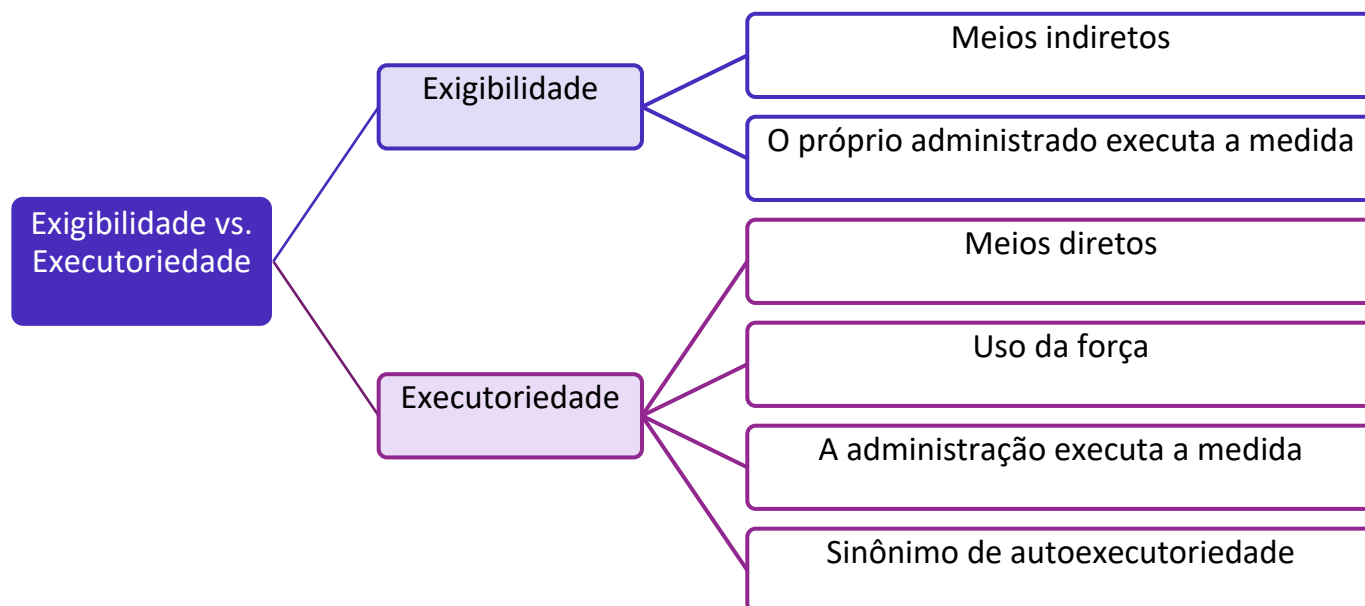 Exigibilidade vs.
Executoriedade
Exigibilidade
Meios indiretos
O próprio administrado executa a medida
Executoriedade
Meios diretos
Uso da força
A administração executa a medida
Sinônimo de autoexecutoriedade